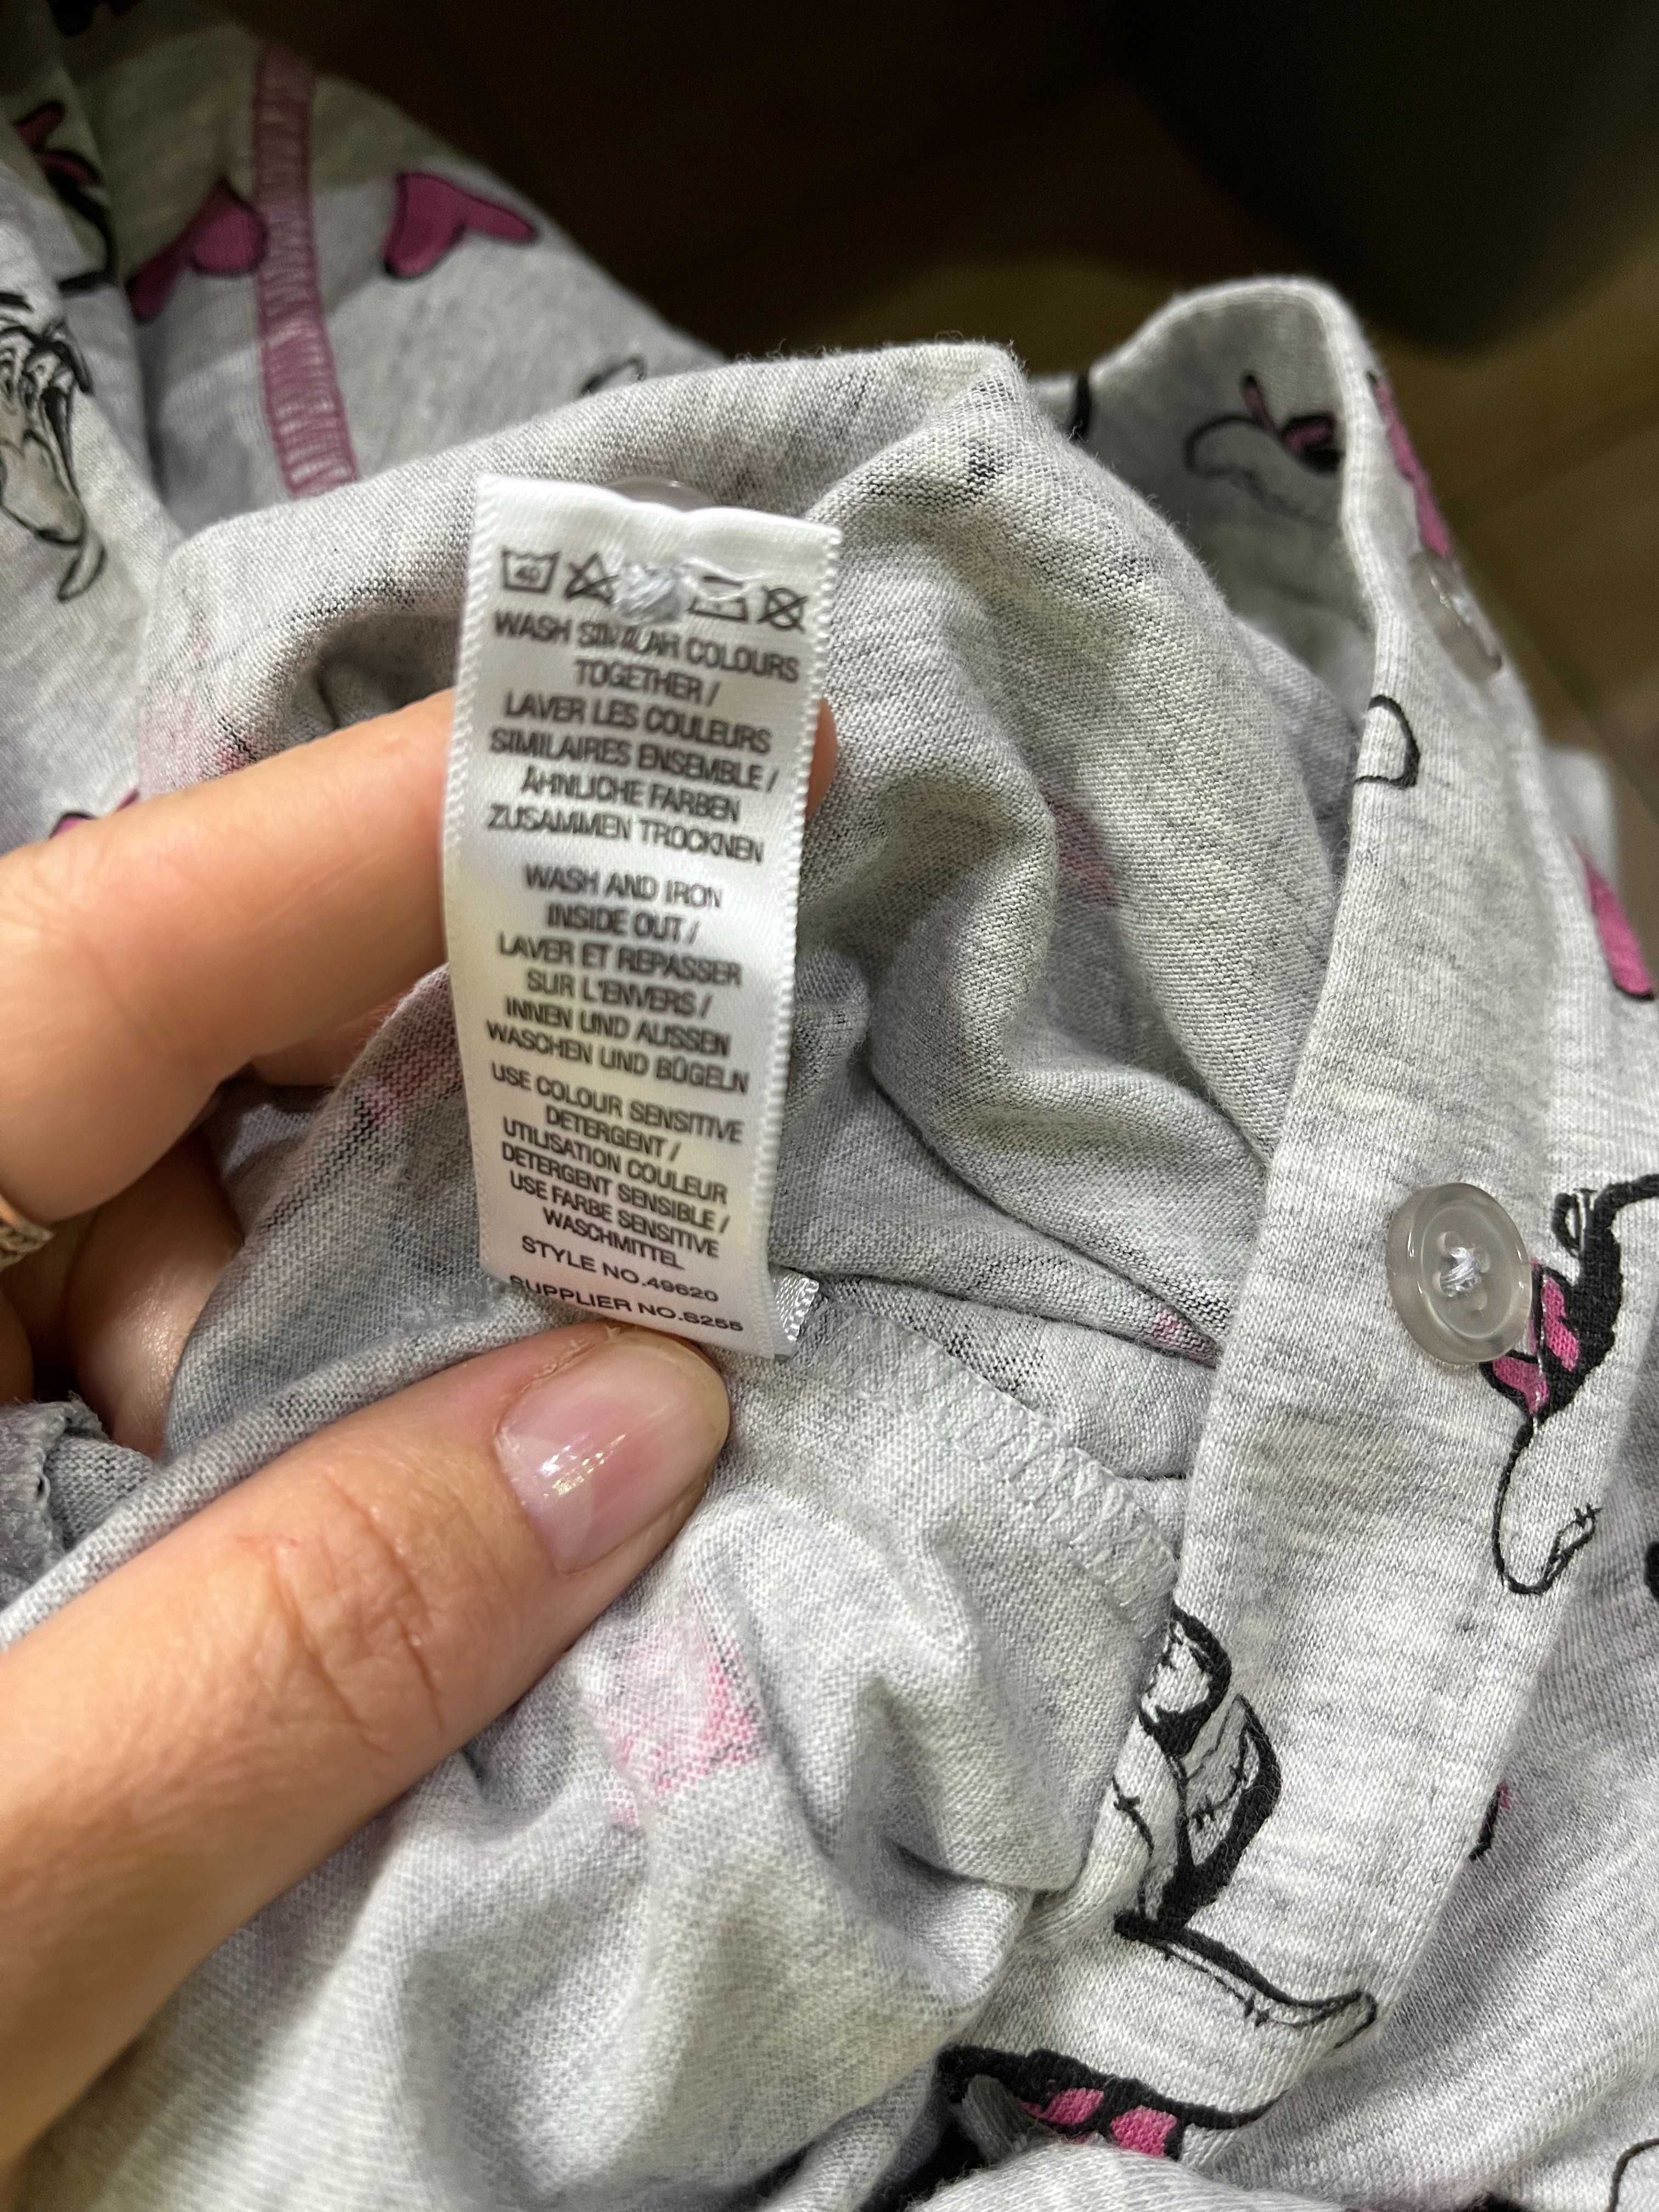 40
WASH SIMILAR COLOURS
TOGETHER /
LAVER LES COULEURS
SIMILAIRES ENSEMBLE /
ÄHNLICHE FARBEN
ZUSAMMEN TROCKNEN
WASH AND IRON
INSIDE OUT /
LAVER ET REPASSER
SUR L'ENVERS /
INNEN UND AUSSEN
WASCHEN UND BÜGELN
USE COLOUR SENSITIVE
DETERGENT /
UTILISATION COULEUR
DETERGENT SENSIBLE /
USE FARBE SENSITIVE
WASCHMITTEL
STYLE NO.49620
SUPPLIER NO.S255